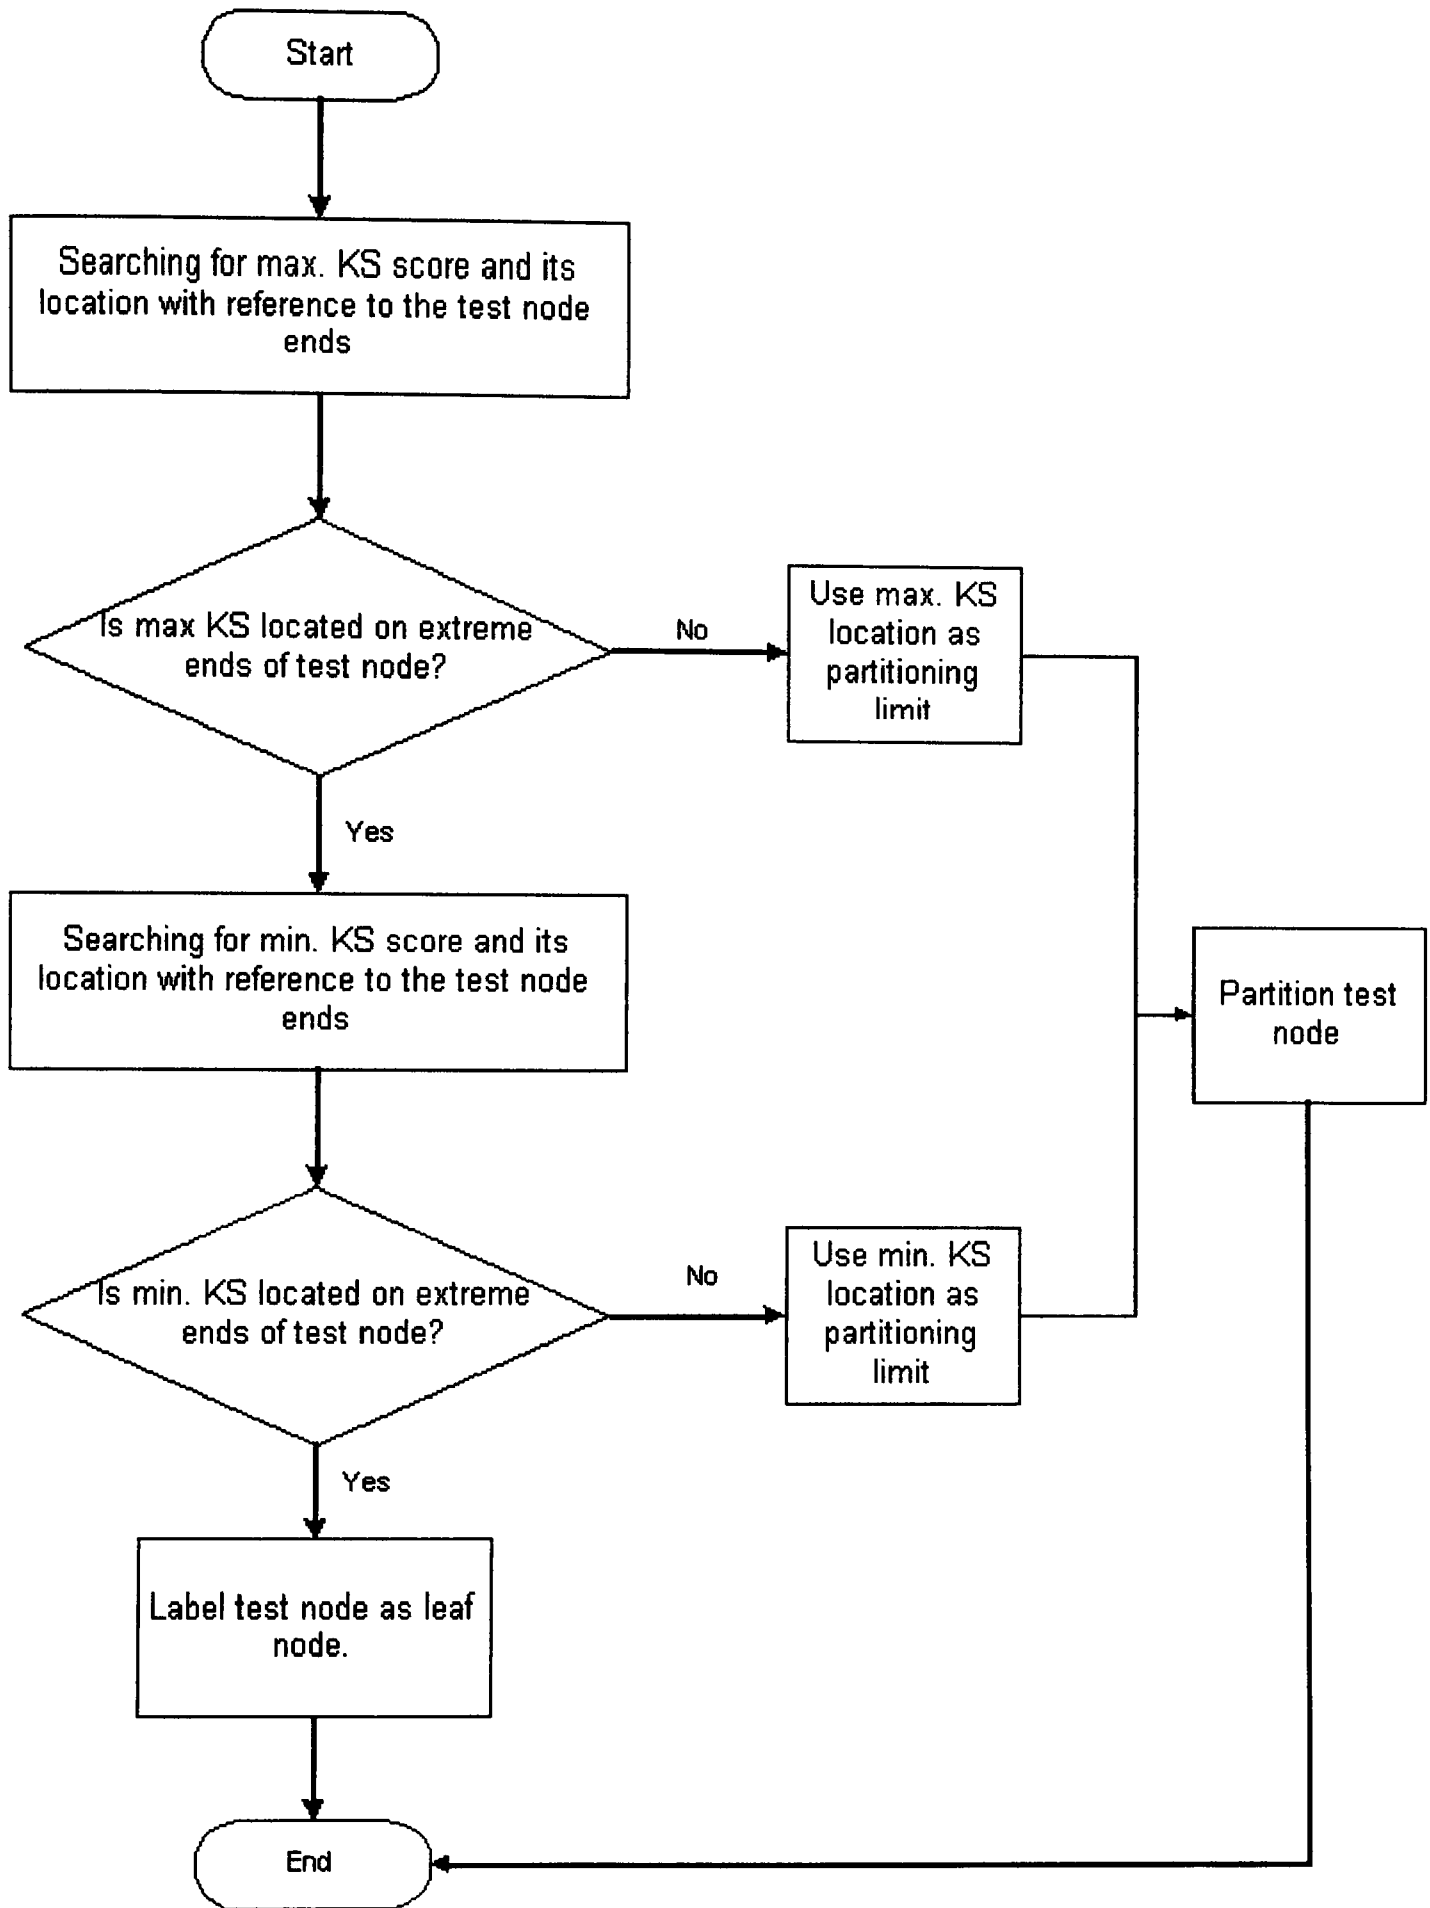 Start
Searching for max. KS score and its
location with reference to the test node
ends
Is max KS located on extreme
ends of test node?
No
Use max. KS
location as
partitioning
limit
Yes
Searching for min. KS score and its
location with reference to the test node
ends
Partition test
node
Is min. KS located on extreme
ends of test node?
No
Use min. KS
location as
partitioning
limit
Yes
Label test node as leaf
node.
End